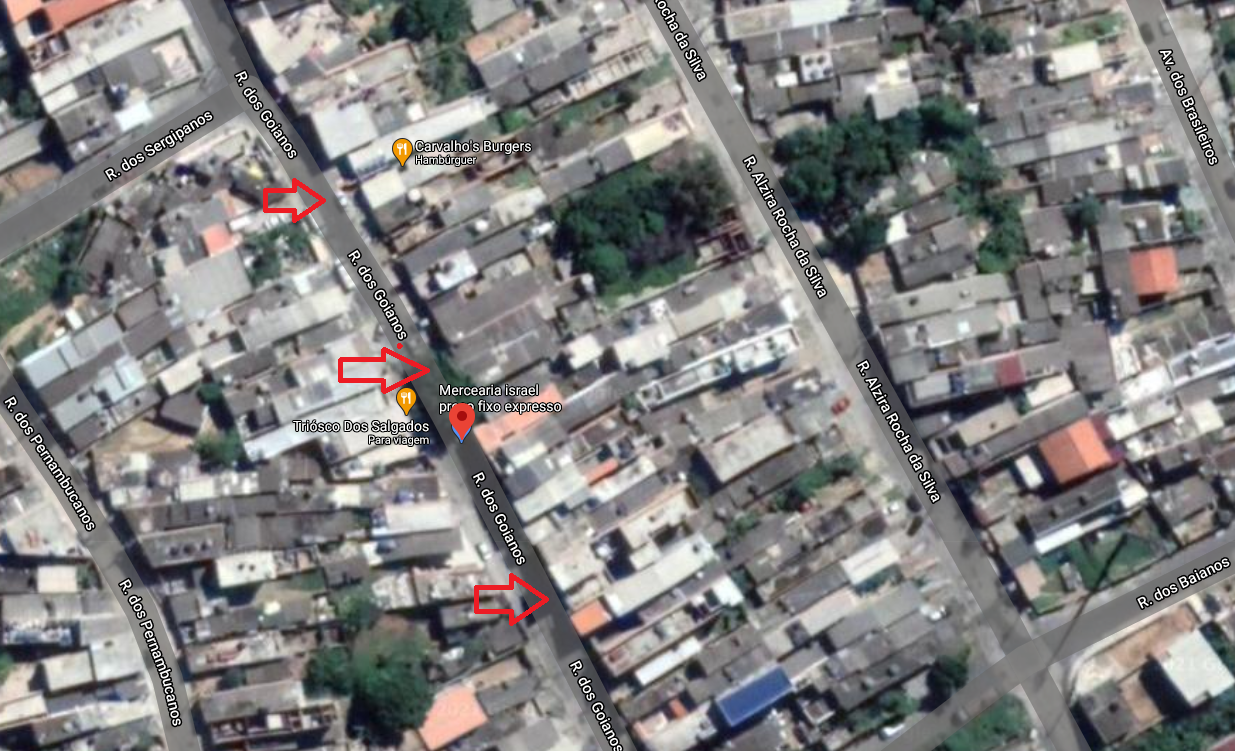 Rocha da Silva
R. dos Goianos
Av. dos Brasileiros
R. dos Sergipanos
Carvalho's Burgers
Hambúrguer
R. Alzira Rocha da Silva
R. dos Goianos
R. Alzira Rocha da Silva
Mercearia israel
fixo expresso
Triósco Dos Salgados
Para viagem
R. dos Pernambucanos
R. dos Goianos
R. dos Baianos
R. dos Pernambucanos
R. dos Goianos